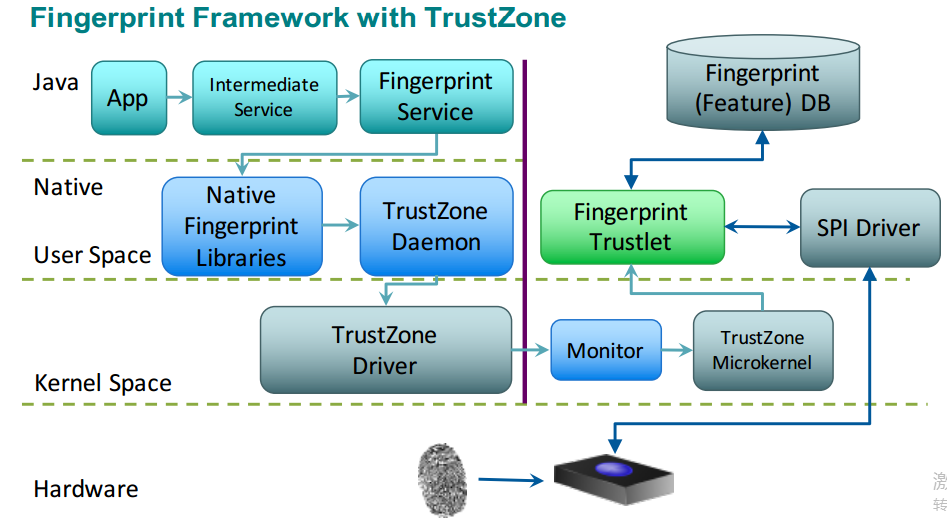 Fingerprint Framework with TrustZone
Java
App
Intermediate
Service
Fingerprint
Service
Fingerprint
(Feature) DB
Native
User Space
Native
Fingerprint
Libraries
TrustZone
Daemon
Fingerprint
Trustlet
SPI Driver
Kernel Space
TrustZone
Driver
Monitor
TrustZone
Microkernel
Hardware
激
转